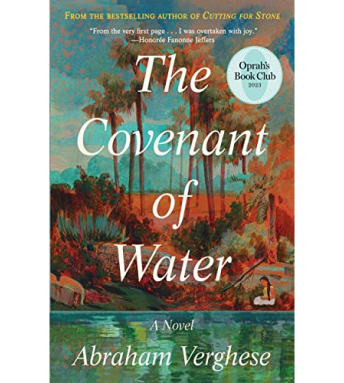 FROM THE BESTSELLING AUTHOR OF CUTTING FOR STONE
"From the very first page . . . I was overtaken with joy."
—Honorée Fanonne Jeffers
Oprah's
Book Club
2023
The
Covenant
of
Water
A Novel
Abraham Verghese